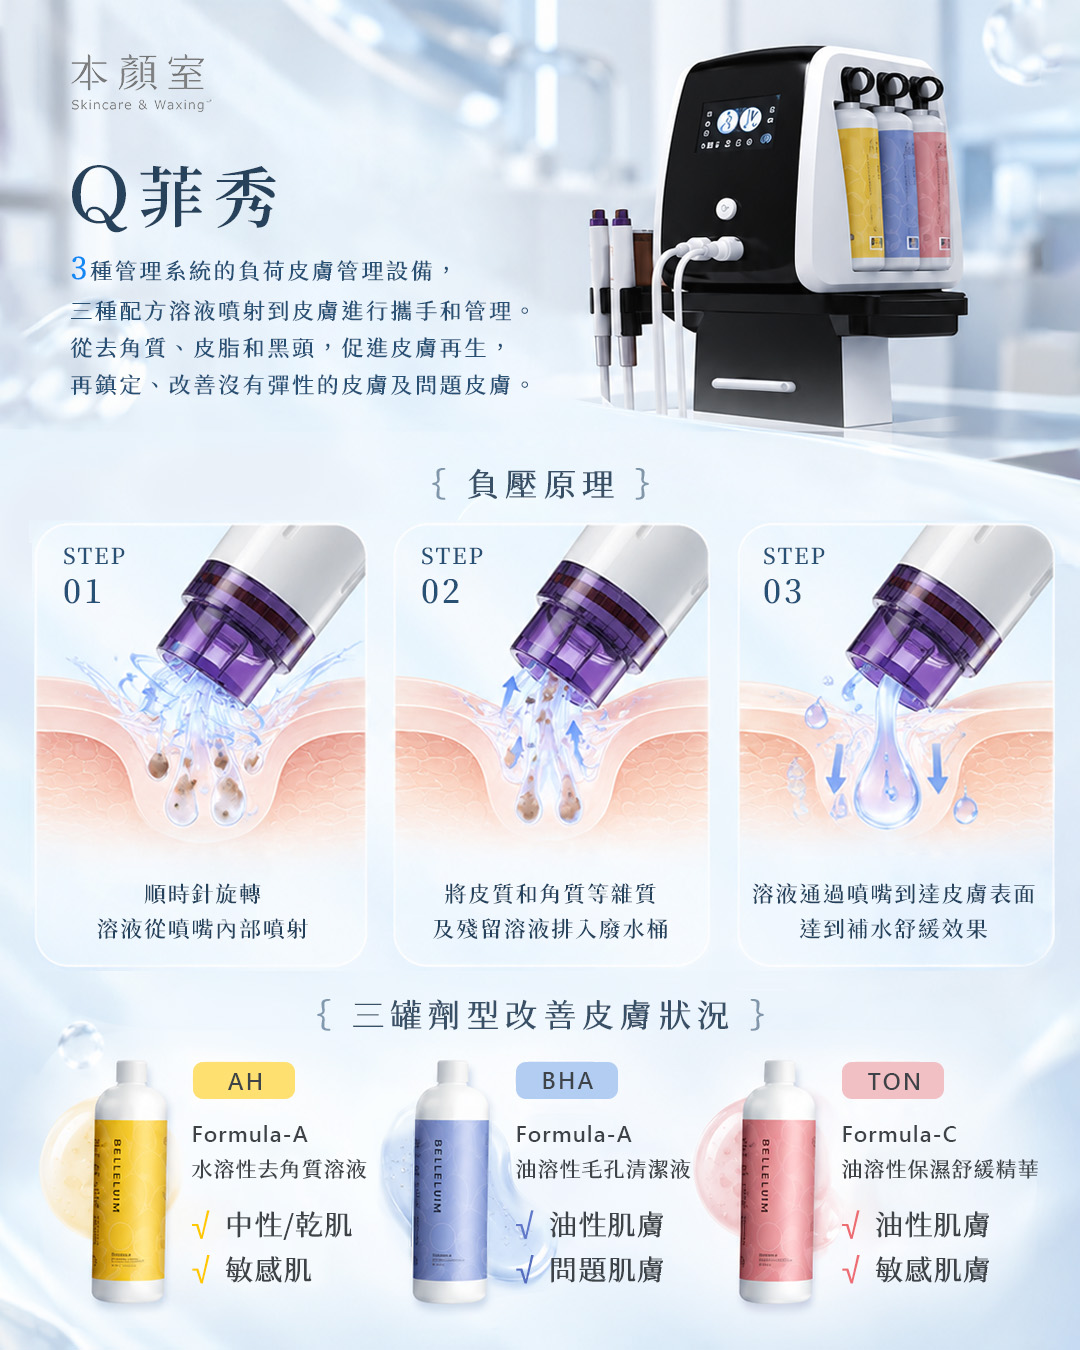 本顏室
Skincare & Waxing
Q菲秀
3種管理系統的負荷皮膚管理設備，
三種配方溶液噴射到皮膚進行攜手和管理。
從去角質、皮脂和黑頭，促進皮膚再生，
再鎮定、改善沒有彈性的皮膚及問題皮膚。
{ 負壓原理 }
STEP
01
順時針旋轉
溶液從噴嘴內部噴射
STEP
02
將皮質和角質等雜質
及殘留溶液排入廢水桶
STEP
03
溶液通過噴嘴到達皮膚表面
達到補水舒緩效果
{ 三罐劑型改善皮膚狀況 }
BELLELUIM
AH
Formula-A
水溶性去角質溶液
√ 中性/乾肌
√ 敏感肌
BELLELUIM
BHA
Formula-A
油溶性毛孔清潔液
√ 油性肌膚
√ 問題肌膚
BELLELUIM
TON
Formula-C
油溶性保濕舒緩精華
√ 油性肌膚
√ 敏感肌膚